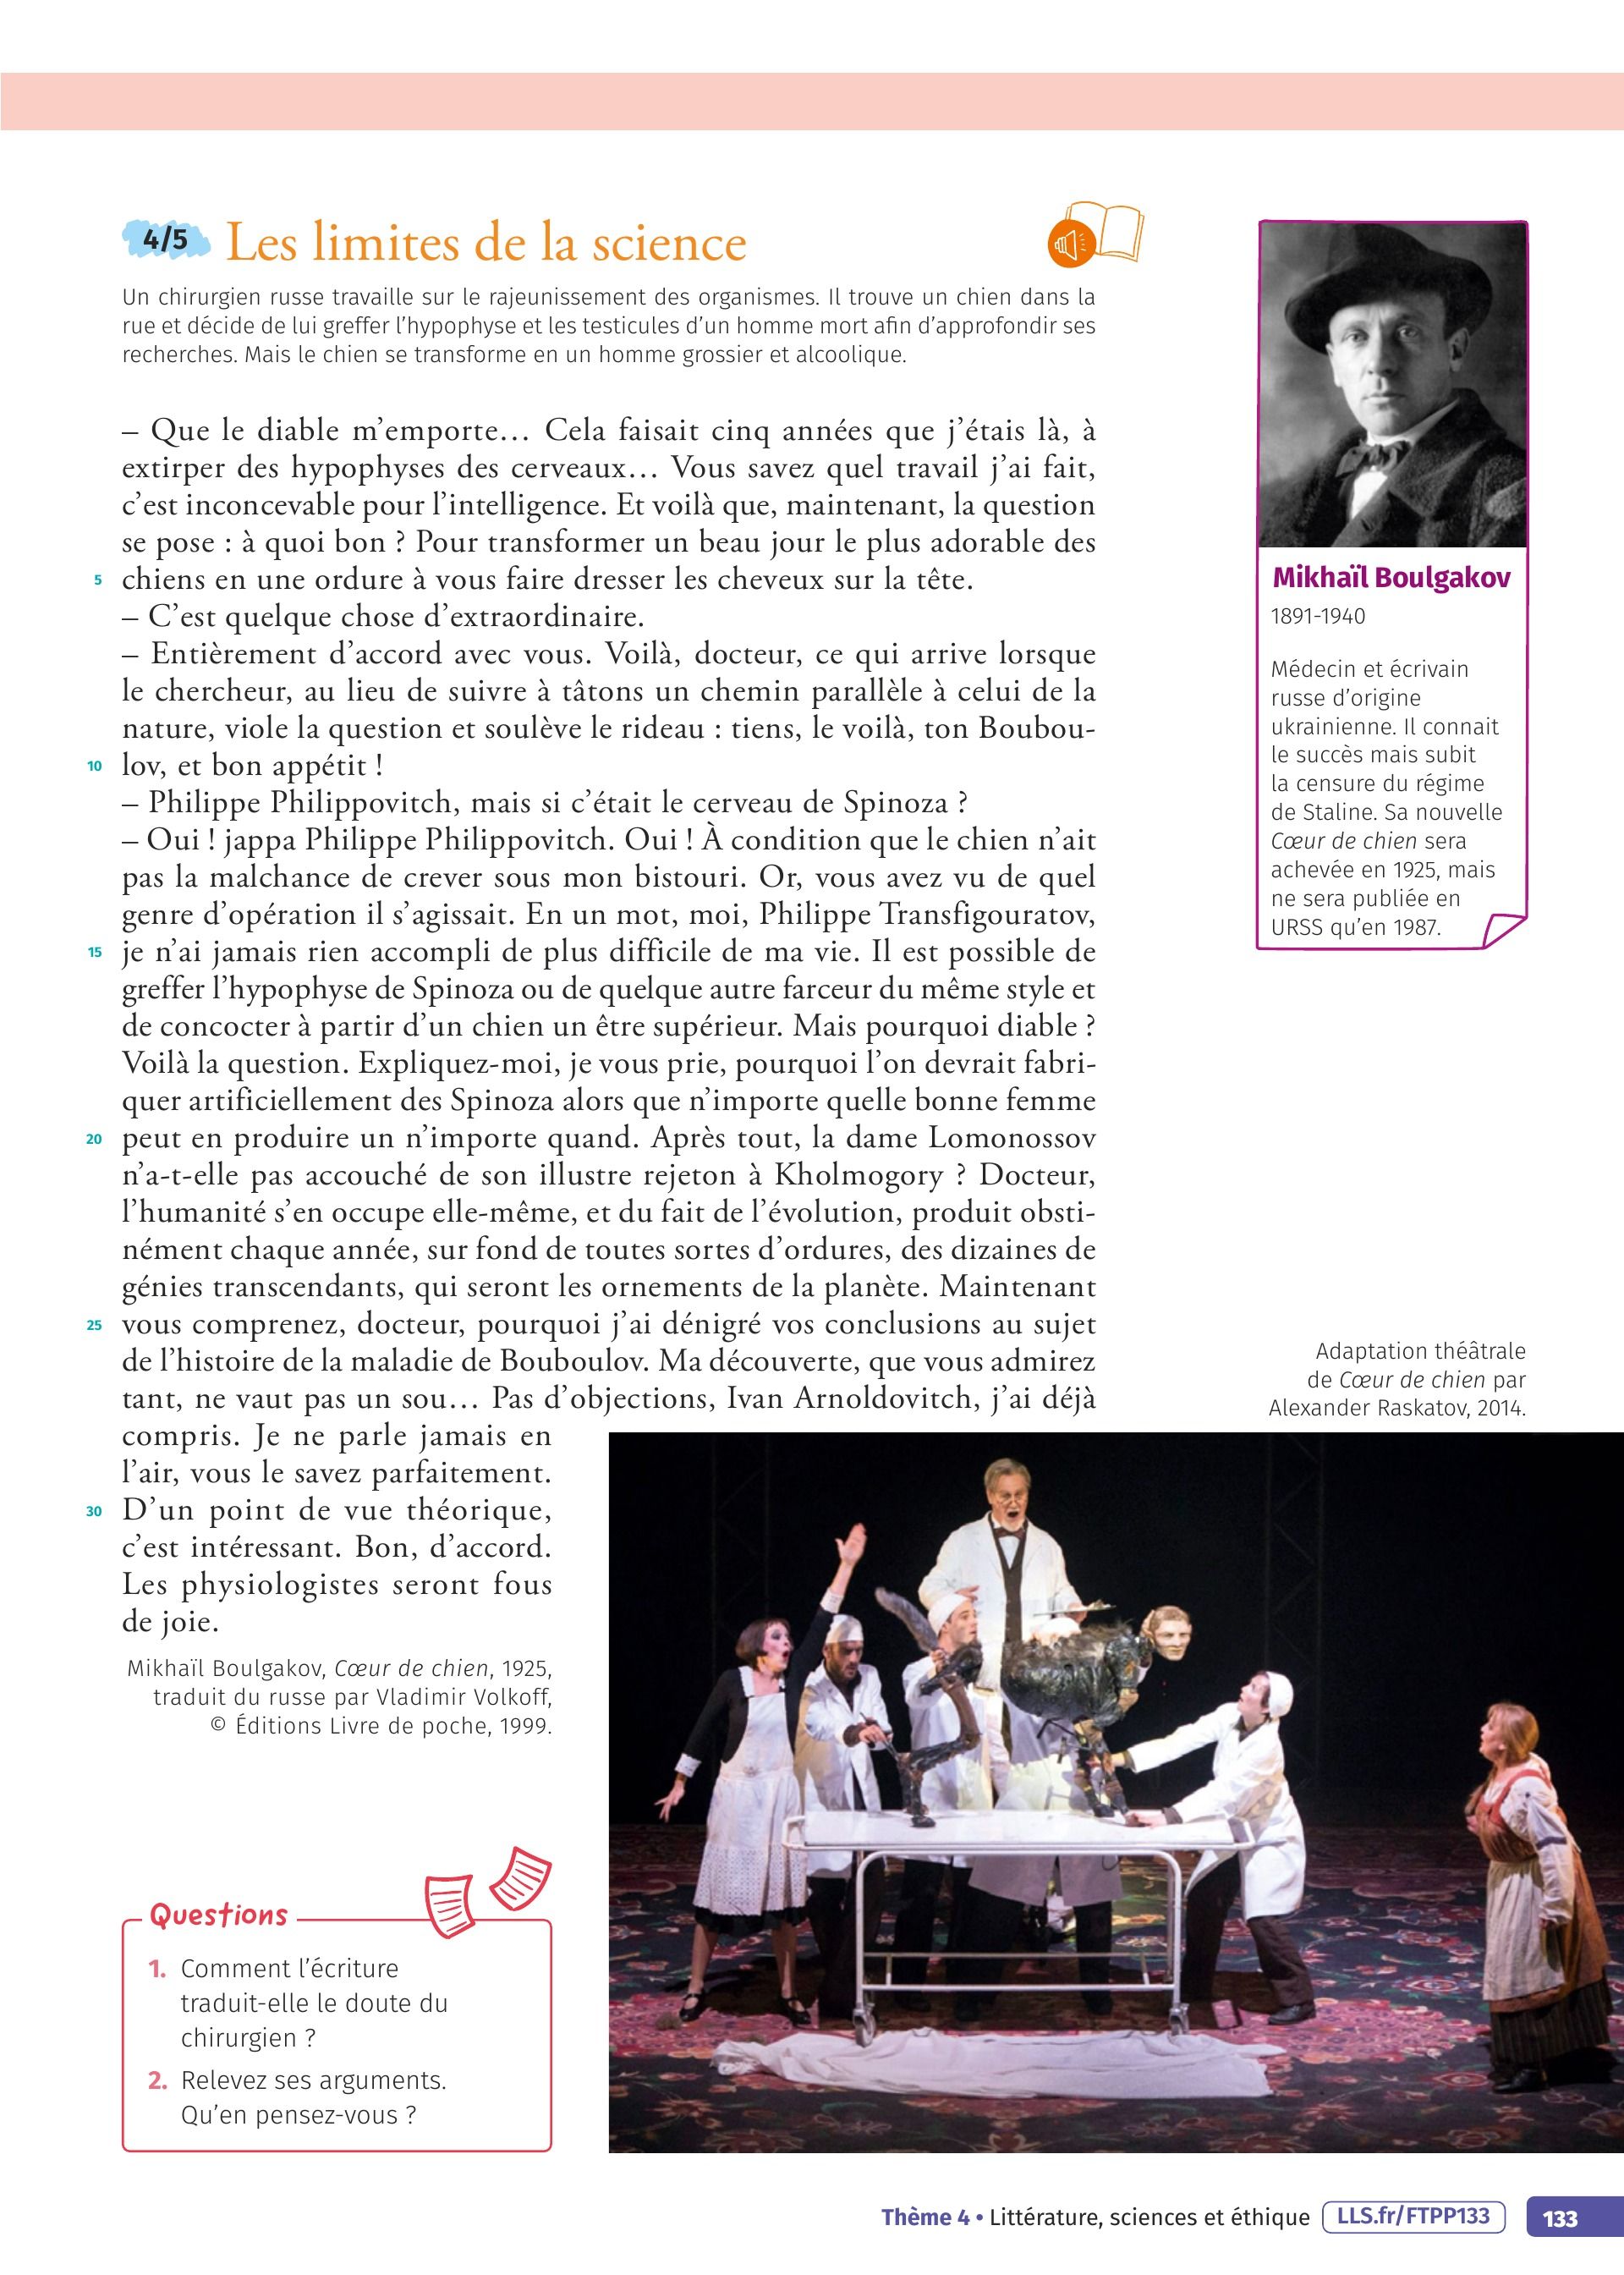 4/5 Les limites de la science
Un chirurgien russe travaille sur le rajeunissement des organismes. Il trouve un chien dans la
rue et décide de lui greffer l’hypophyse et les testicules d’un homme mort afin d’approfondir ses
recherches. Mais le chien se transforme en un homme grossier et alcoolique.
– Que le diable m’emporte… Cela faisait cinq années que j’étais là, à
extirper des hypophyses des cerveaux… Vous savez quel travail j’ai fait,
c’est inconcevable pour l’intelligence. Et voilà que, maintenant, la question
se pose : à quoi bon ? Pour transformer un beau jour le plus adorable des
5 chiens en une ordure à vous faire dresser les cheveux sur la tête.
– C’est quelque chose d’extraordinaire.
– Entièrement d’accord avec vous. Voilà, docteur, ce qui arrive lorsque
le chercheur, au lieu de suivre à tâtons un chemin parallèle à celui de la
nature, viole la question et soulève le rideau : tiens, le voilà, ton Boubou-
10 lov, et bon appétit !
– Philippe Philippovitch, mais si c’était le cerveau de Spinoza ?
– Oui ! jappa Philippe Philippovitch. Oui ! À condition que le chien n’ait
pas la malchance de crever sous mon bistouri. Or, vous avez vu de quel
genre d’opération il s’agissait. En un mot, moi, Philippe Transfigouratov,
15 je n’ai jamais rien accompli de plus difficile de ma vie. Il est possible de
greffer l’hypophyse de Spinoza ou de quelque autre farceur du même style et
de concocter à partir d’un chien un être supérieur. Mais pourquoi diable ?
Voilà la question. Expliquez-moi, je vous prie, pourquoi l’on devrait fabri-
quer artificiellement des Spinoza alors que n’importe quelle bonne femme
20 peut en produire un n’importe quand. Après tout, la dame Lomonossov
n’a-t-elle pas accouché de son illustre rejeton à Kholmogory ? Docteur,
l’humanité s’en occupe elle-même, et du fait de l’évolution, produit obsti-
nément chaque année, sur fond de toutes sortes d’ordures, des dizaines de
génies transcendants, qui seront les ornements de la planète. Maintenant
25 vous comprenez, docteur, pourquoi j’ai dénigré vos conclusions au sujet
de l’histoire de la maladie de Bouboulov. Ma découverte, que vous admirez
tant, ne vaut pas un sou… Pas d’objections, Ivan Arnoldovitch, j’ai déjà
compris. Je ne parle jamais en
l’air, vous le savez parfaitement.
30 D’un point de vue théorique,
c’est intéressant. Bon, d’accord.
Les physiologistes seront fous
de joie.
Mikhaïl Boulgakov, Cœur de chien, 1925,
traduit du russe par Vladimir Volkoff,
© Éditions Livre de poche, 1999.
Mikhaïl Boulgakov
1891-1940
Médecin et écrivain
russe d’origine
ukrainienne. Il connait
le succès mais subit
la censure du régime
de Staline. Sa nouvelle
Cœur de chien sera
achevée en 1925, mais
ne sera publiée en
URSS qu’en 1987.
Adaptation théâtrale
de Cœur de chien par
Alexander Raskatov, 2014.
Questions
1. Comment l’écriture
traduit-elle le doute du
chirurgien ?
2. Relevez ses arguments.
Qu’en pensez-vous ?
Thème 4 • Littérature, sciences et éthique LLS.fr/FTPP133 133